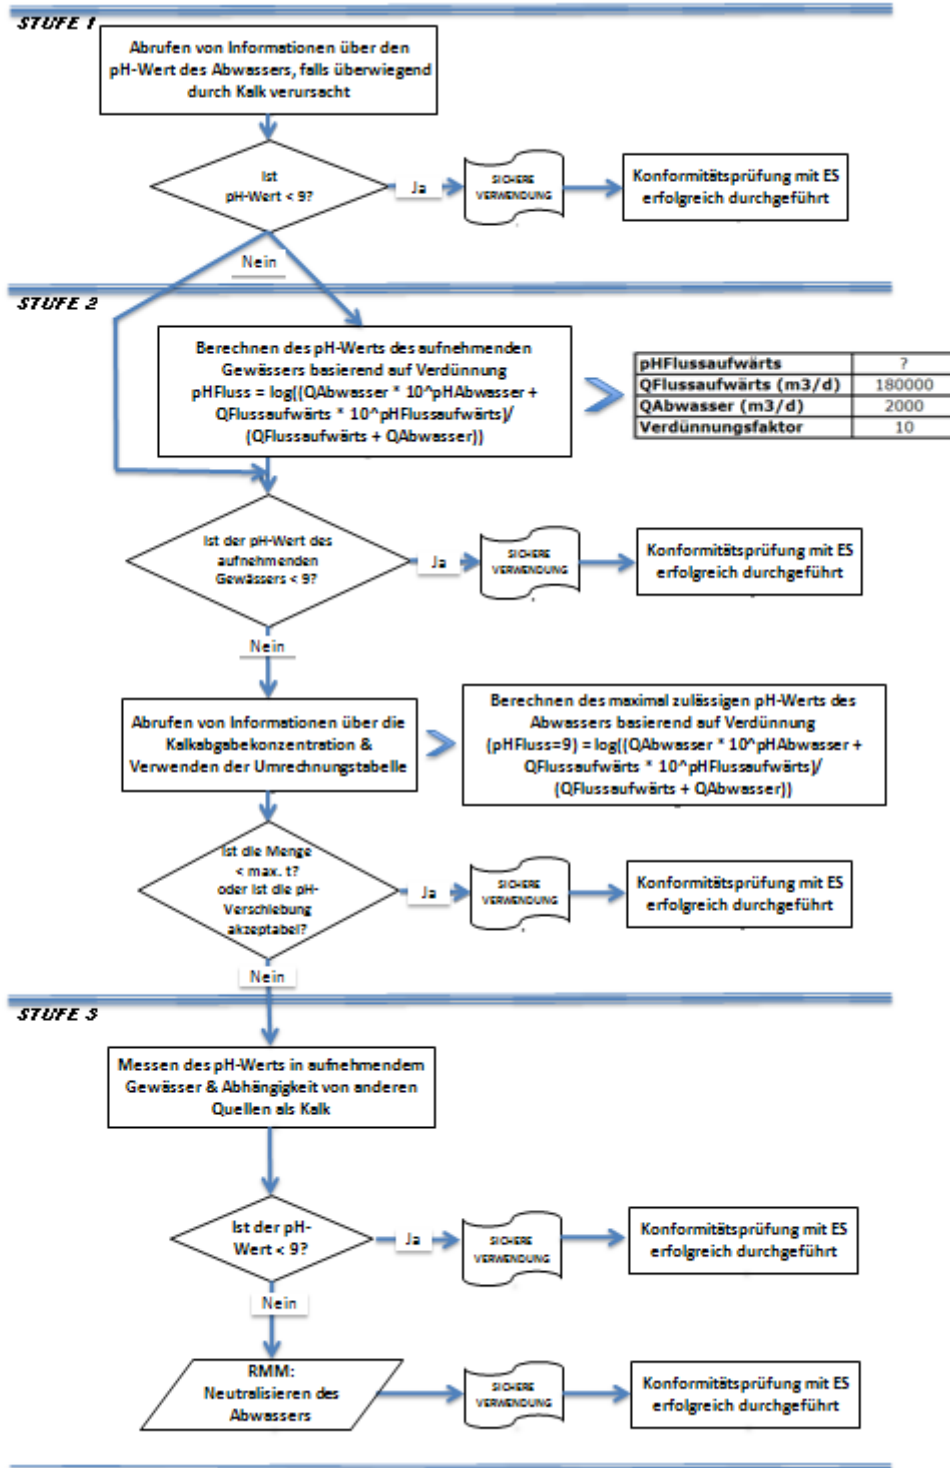 STUFE 1
Abrufen von Informationen über den
pH-Wert des Abwassers, falls überwiegend
durch Kalk verursacht
Ist
pH-Wert < 9?
Ja
SICHERE
VERWENDUNG
Konformitätsprüfung mit ES
erfolgreich durchgeführt
Nein
STUFE 2
Berechnen des pH-Werts des aufnehmenden
Gewässers basierend auf Verdünnung
pHFluss = log((QAbwasser * 10^pHAbwasser +
QFlussaufwärts * 10^pHFlussaufwärts)/
(QFlussaufwärts + QAbwasser))
pHFlussaufwärts ?
QFlussaufwärts (m3/d) 180000
QAbwasser (m3/d) 2000
Verdünnungsfaktor 10
Ist der pH-Wert des
aufnehmenden
Gewässers < 9?
Ja
SICHERE
VERWENDUNG
Konformitätsprüfung mit ES
erfolgreich durchgeführt
Nein
Abrufen von Informationen über die
Kalkabgabekonzentration &
Verwenden der Umrechnungstabelle
Berechnen des maximal zulässigen pH-Werts des
Abwassers basierend auf Verdünnung
(pHFluss=9) = log((QAbwasser * 10^pHAbwasser +
QFlussaufwärts * 10^pHFlussaufwärts)/
(QFlussaufwärts + QAbwasser))
Ist die Menge
< max. t?
oder ist die pH-
Verschiebung
akzeptabel?
Ja
SICHERE
VERWENDUNG
Konformitätsprüfung mit ES
erfolgreich durchgeführt
Nein
STUFE 3
Messen des pH-Werts in aufnehmendem
Gewässer & Abhängigkeit von anderen
Quellen als Kalk
Ist der pH-
Wert < 9?
Ja
SICHERE
VERWENDUNG
Konformitätsprüfung mit ES
erfolgreich durchgeführt
Nein
RMM:
Neutralisieren des
Abwassers
SICHERE
VERWENDUNG
Konformitätsprüfung mit ES
erfolgreich durchgeführt